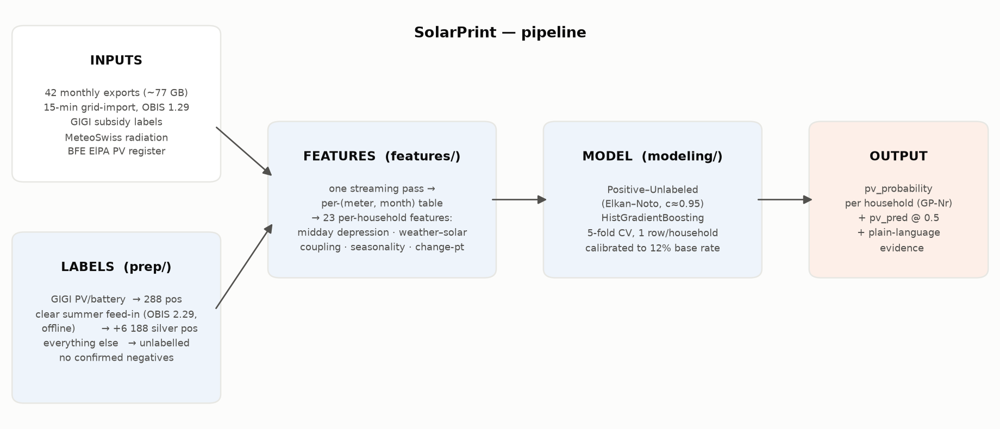 SolarPrint — pipeline
INPUTS
42 monthly exports (~77 GB)
15-min grid-import, OBIS 1.29
GIGI subsidy labels
MeteoSwiss radiation
BFE ElPA PV register
LABELS (prep/)
GIGI PV/battery → 288 pos
clear summer feed-in (OBIS 2.29,
offline) → +6 188 silver pos
everything else → unlabelled
no confirmed negatives
FEATURES (features/)
one streaming pass →
per-(meter, month) table
→ 23 per-household features:
midday depression · weather–solar
coupling · seasonality · change-pt
MODEL (modeling/)
Positive–Unlabeled
(Elkan–Noto, c≈0.95)
HistGradientBoosting
5-fold CV, 1 row/household
calibrated to 12% base rate
OUTPUT
pv_probability
per household (GP-Nr)
+ pv_pred @ 0.5
+ plain-language
evidence